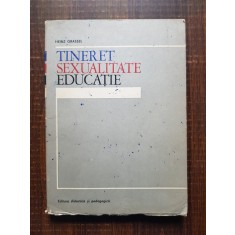 TINERET
SEXUALITATE
EDUCAȚIE
Editura didactică și pedagogică